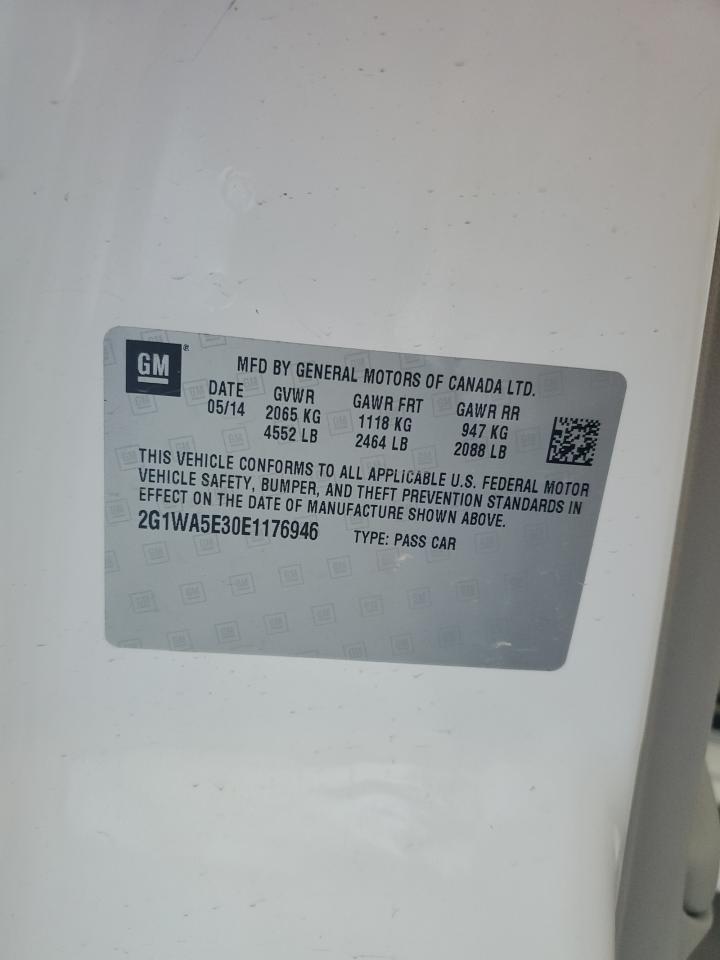 GM®
MFD BY GENERAL MOTORS OF CANADA LTD.
DATE GVWR GAWR FRT GAWR RR
05/14 2065 KG 1118 KG 947 KG
4552 LB 2464 LB 2088 LB
THIS VEHICLE CONFORMS TO ALL APPLICABLE U.S. FEDERAL MOTOR
VEHICLE SAFETY, BUMPER, AND THEFT PREVENTION STANDARDS IN
EFFECT ON THE DATE OF MANUFACTURE SHOWN ABOVE.
2G1WA5E30E1176946 TYPE: PASS CAR